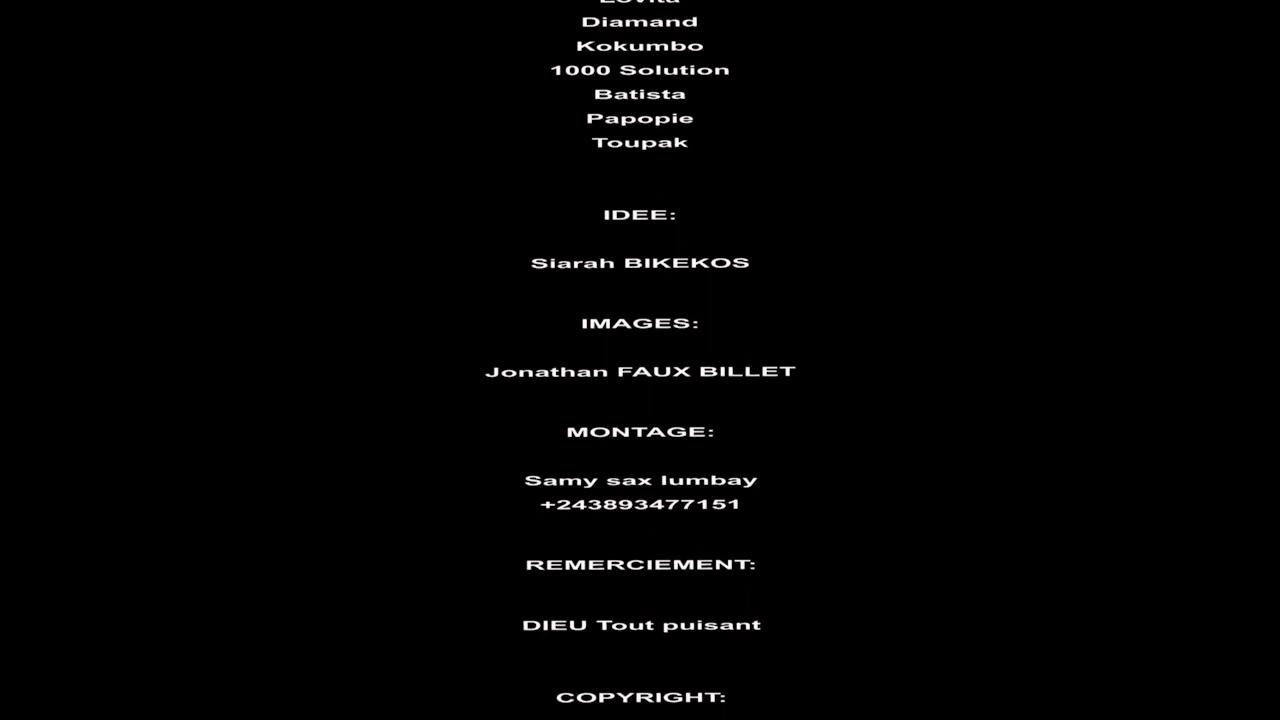 Lovita
Diamand
Kokumbo
1000 Solution
Batista
Papopie
Toupak
IDEE:
Siarah BIKEKOS
IMAGES:
Jonathan FAUX BILLET
MONTAGE:
Samy sax lumbay
+243893477151
REMERCIEMENT:
DIEU Tout puisant
COPYRIGHT: